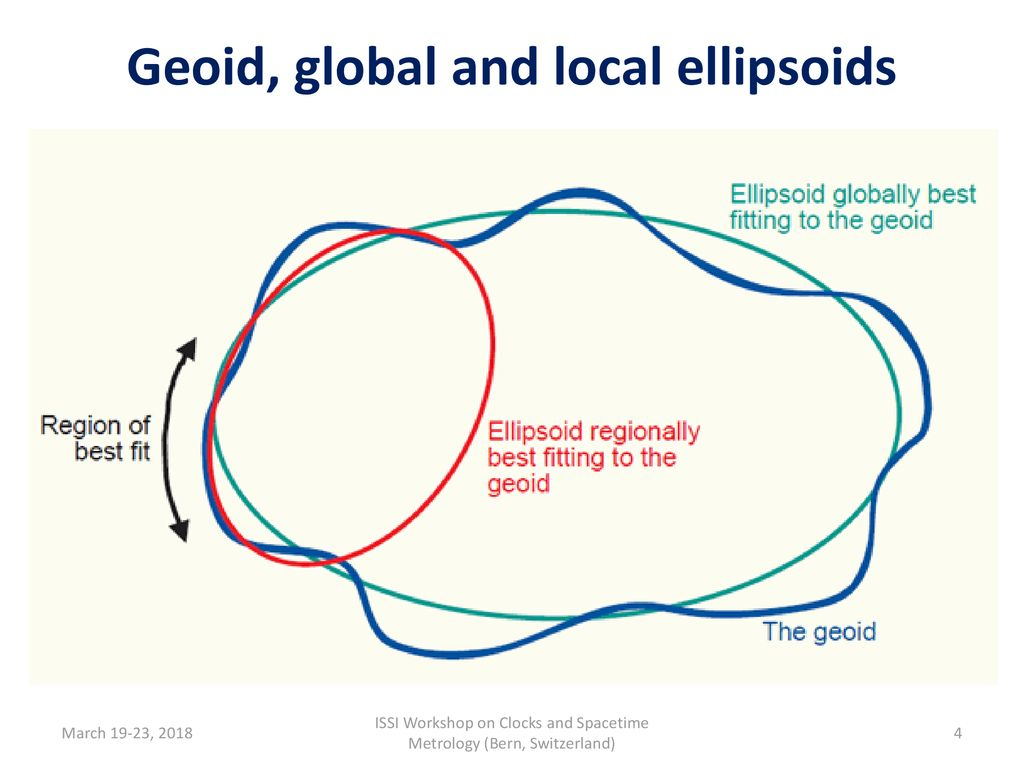 Geoid, global and local ellipsoids
Ellipsoid globally best
fitting to the geoid
Region of
best fit
Ellipsoid regionally
best fitting to the
geoid
The geoid
March 19-23, 2018
ISSI Workshop on Clocks and Spacetime
Metrology (Bern, Switzerland)
4